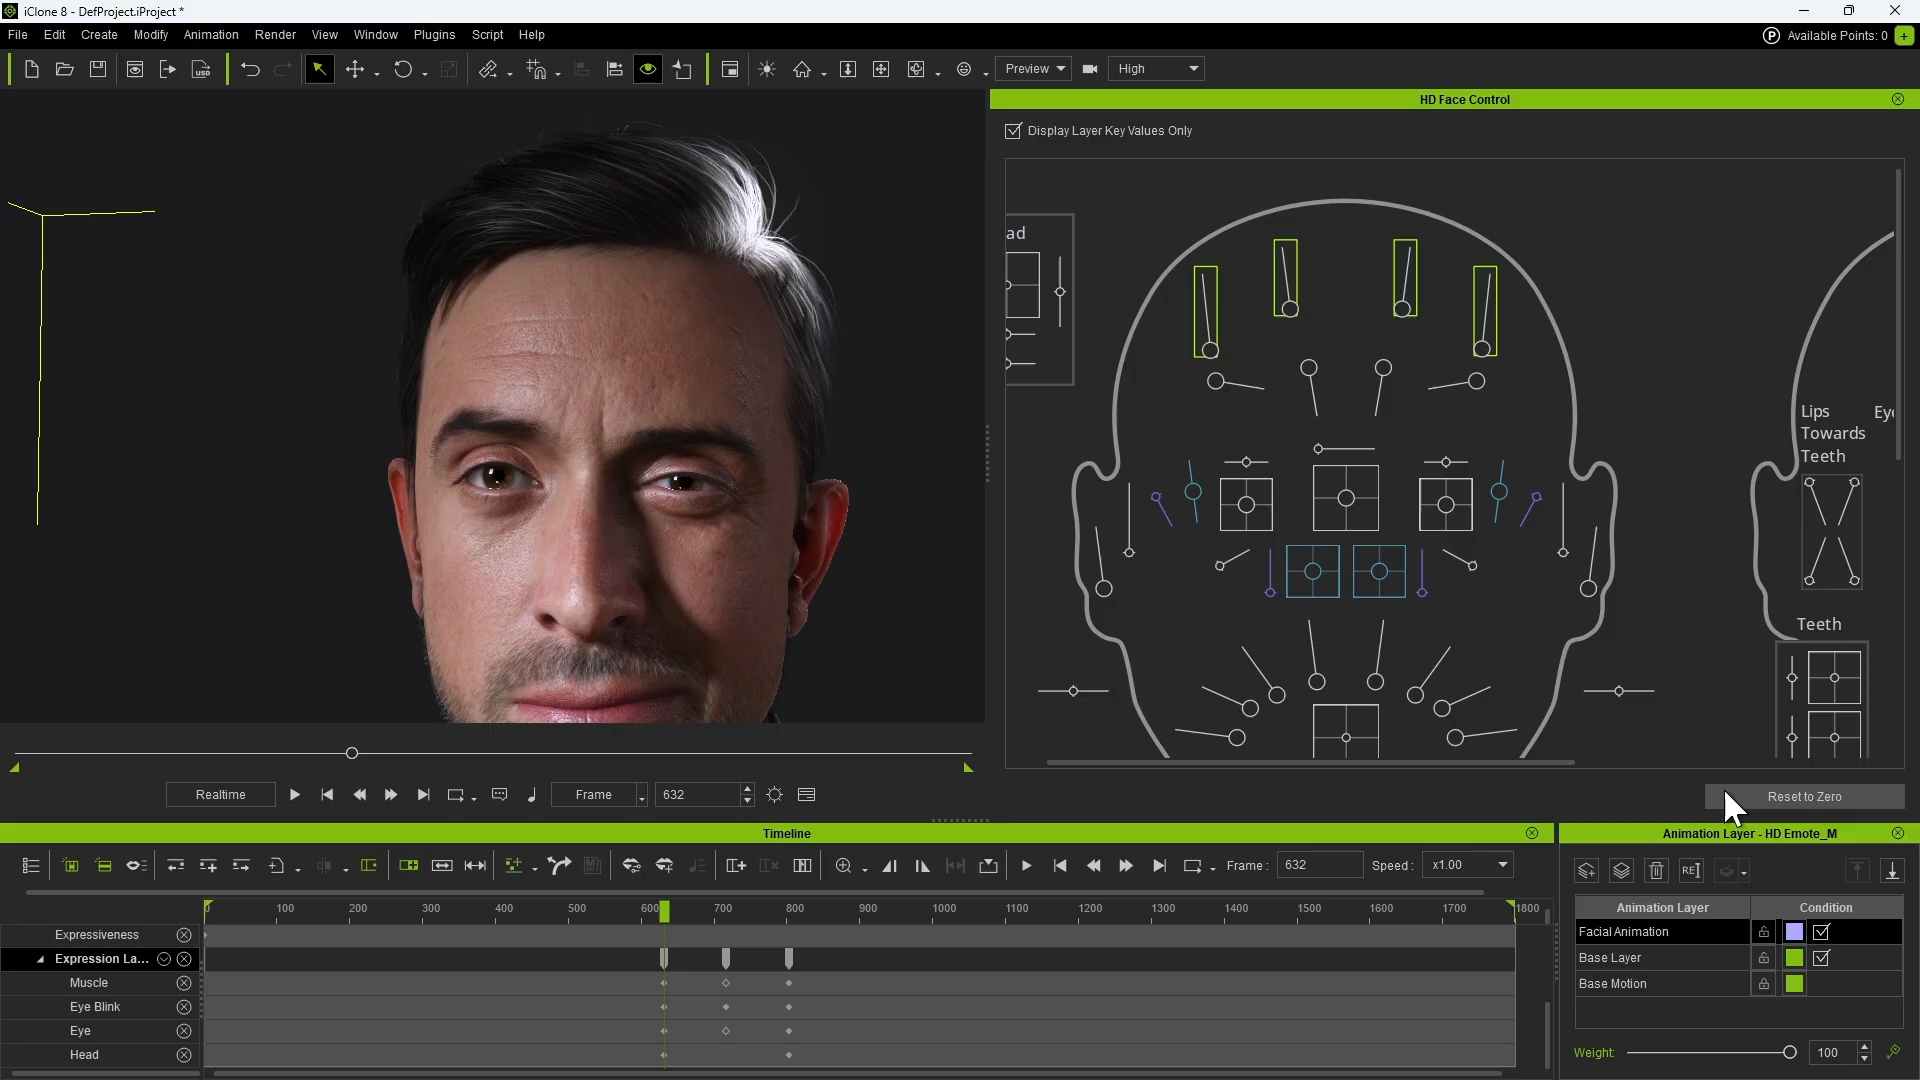 iClone 8 - DefProject.iProject *
File Edit Create Modify Animation Render View Window Plugins Script Help
Available Points: 0
Preview
High
HD Face Control
Display Layer Key Values Only
ad
Lips Eye
Towards
Teeth
Teeth
Realtime
Frame
632
Reset to Zero
Timeline
Frame : 632 Speed : x1.00
0 100 200 300 400 500 600 700 800 900 1000 1100 1200 1300 1400 1500 1600 1700 1800
Expressiveness
Expression La...
Muscle
Eye Blink
Eye
Head
Animation Layer - HD Emote_M
REI
Animation Layer Condition
Facial Animation
Base Layer
Base Motion
Weight: 100